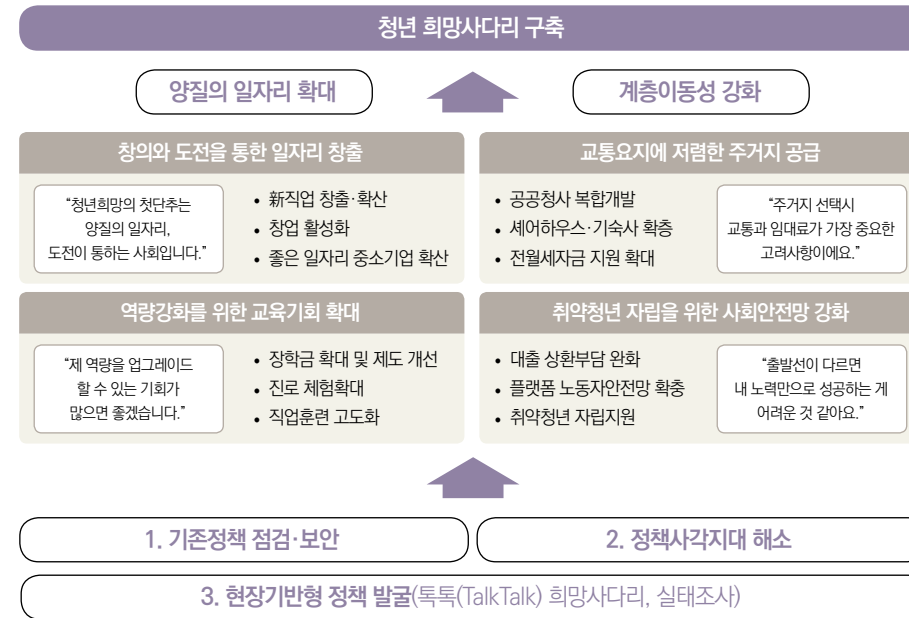 청년 희망사다리 구축
양질의 일자리 확대
계층이동성 강화
창의와 도전을 통한 일자리 창출
“청년희망의 첫단추는
양질의 일자리,
도전이 통하는 사회입니다.”
• 新직업 창출·확산
• 창업 활성화
• 좋은 일자리 중소기업 확산
교통요지에 저렴한 주거지 공급
• 공공청사 복합개발
• 셰어하우스·기숙사 확층
• 전월세자금 지원 확대
“주거지 선택시
교통과 임대료가 가장 중요한
고려사항이에요.”
역량강화를 위한 교육기회 확대
“제 역량을 업그레이드
할 수 있는 기회가
많으면 좋겠습니다.”
• 장학금 확대 및 제도 개선
• 진로 체험확대
• 직업훈련 고도화
취약청년 자립을 위한 사회안전망 강화
• 대출 상환부담 완화
• 플랫폼 노동자안전망 확충
• 취약청년 자립지원
“출발선이 다르면
내 노력만으로 성공하는 게
어려운 것 같아요.”
1. 기존정책 점검·보안
2. 정책사각지대 해소
3. 현장기반형 정책 발굴(톡톡(TalkTalk) 희망사다리, 실태조사)